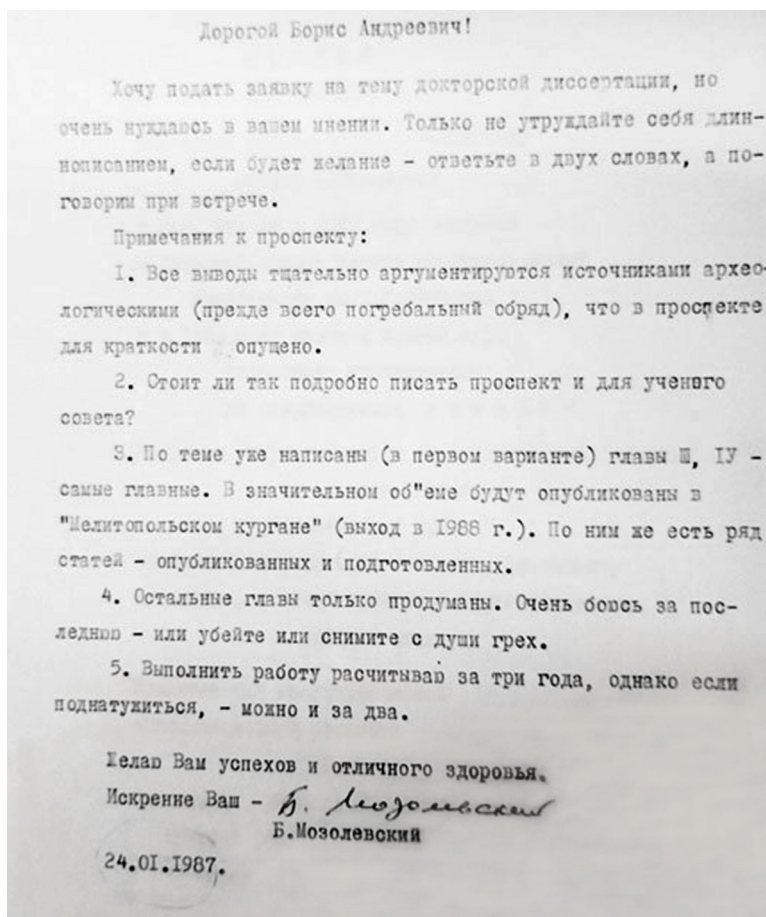 Дорогой Борис Андреевич!
Хочу подать заявку на тему докторской диссертации, но
очень нуждаюсь в вашем мнении. Только не утруждайте себя длин-
нописанием, если будет желание - ответьте в двух словах, а по-
говорим при встрече.
Примечания к проспекту:
1. Все выводы тщательно аргументируются источниками архео-
логическими (прежде всего погребальный обряд), что в проспекте
для краткости опущено.
2. Стоит ли так подробно писать проспект и для ученого
совета?
3. По теме уже написаны (в первом варианте) главы Ш, IУ -
самые главные. В значительном об"еме будут опубликованы в
"Мелитопольском кургане" (выход в 1988 г.). По ним же есть ряд
статей - опубликованных и подготовленных.
4. Остальные главы только продуманы. Очень боюсь за пос-
леднюю - или убейте или снимите с души грех.
5. Выполнить работу расчитываю за три года, однако если
поднатужиться, - можно и за два.
Желаю Вам успехов и отличного здоровья.
Искренне Ваш - Б. Мозолевский
Б.Мозолевский
24.01.1987.